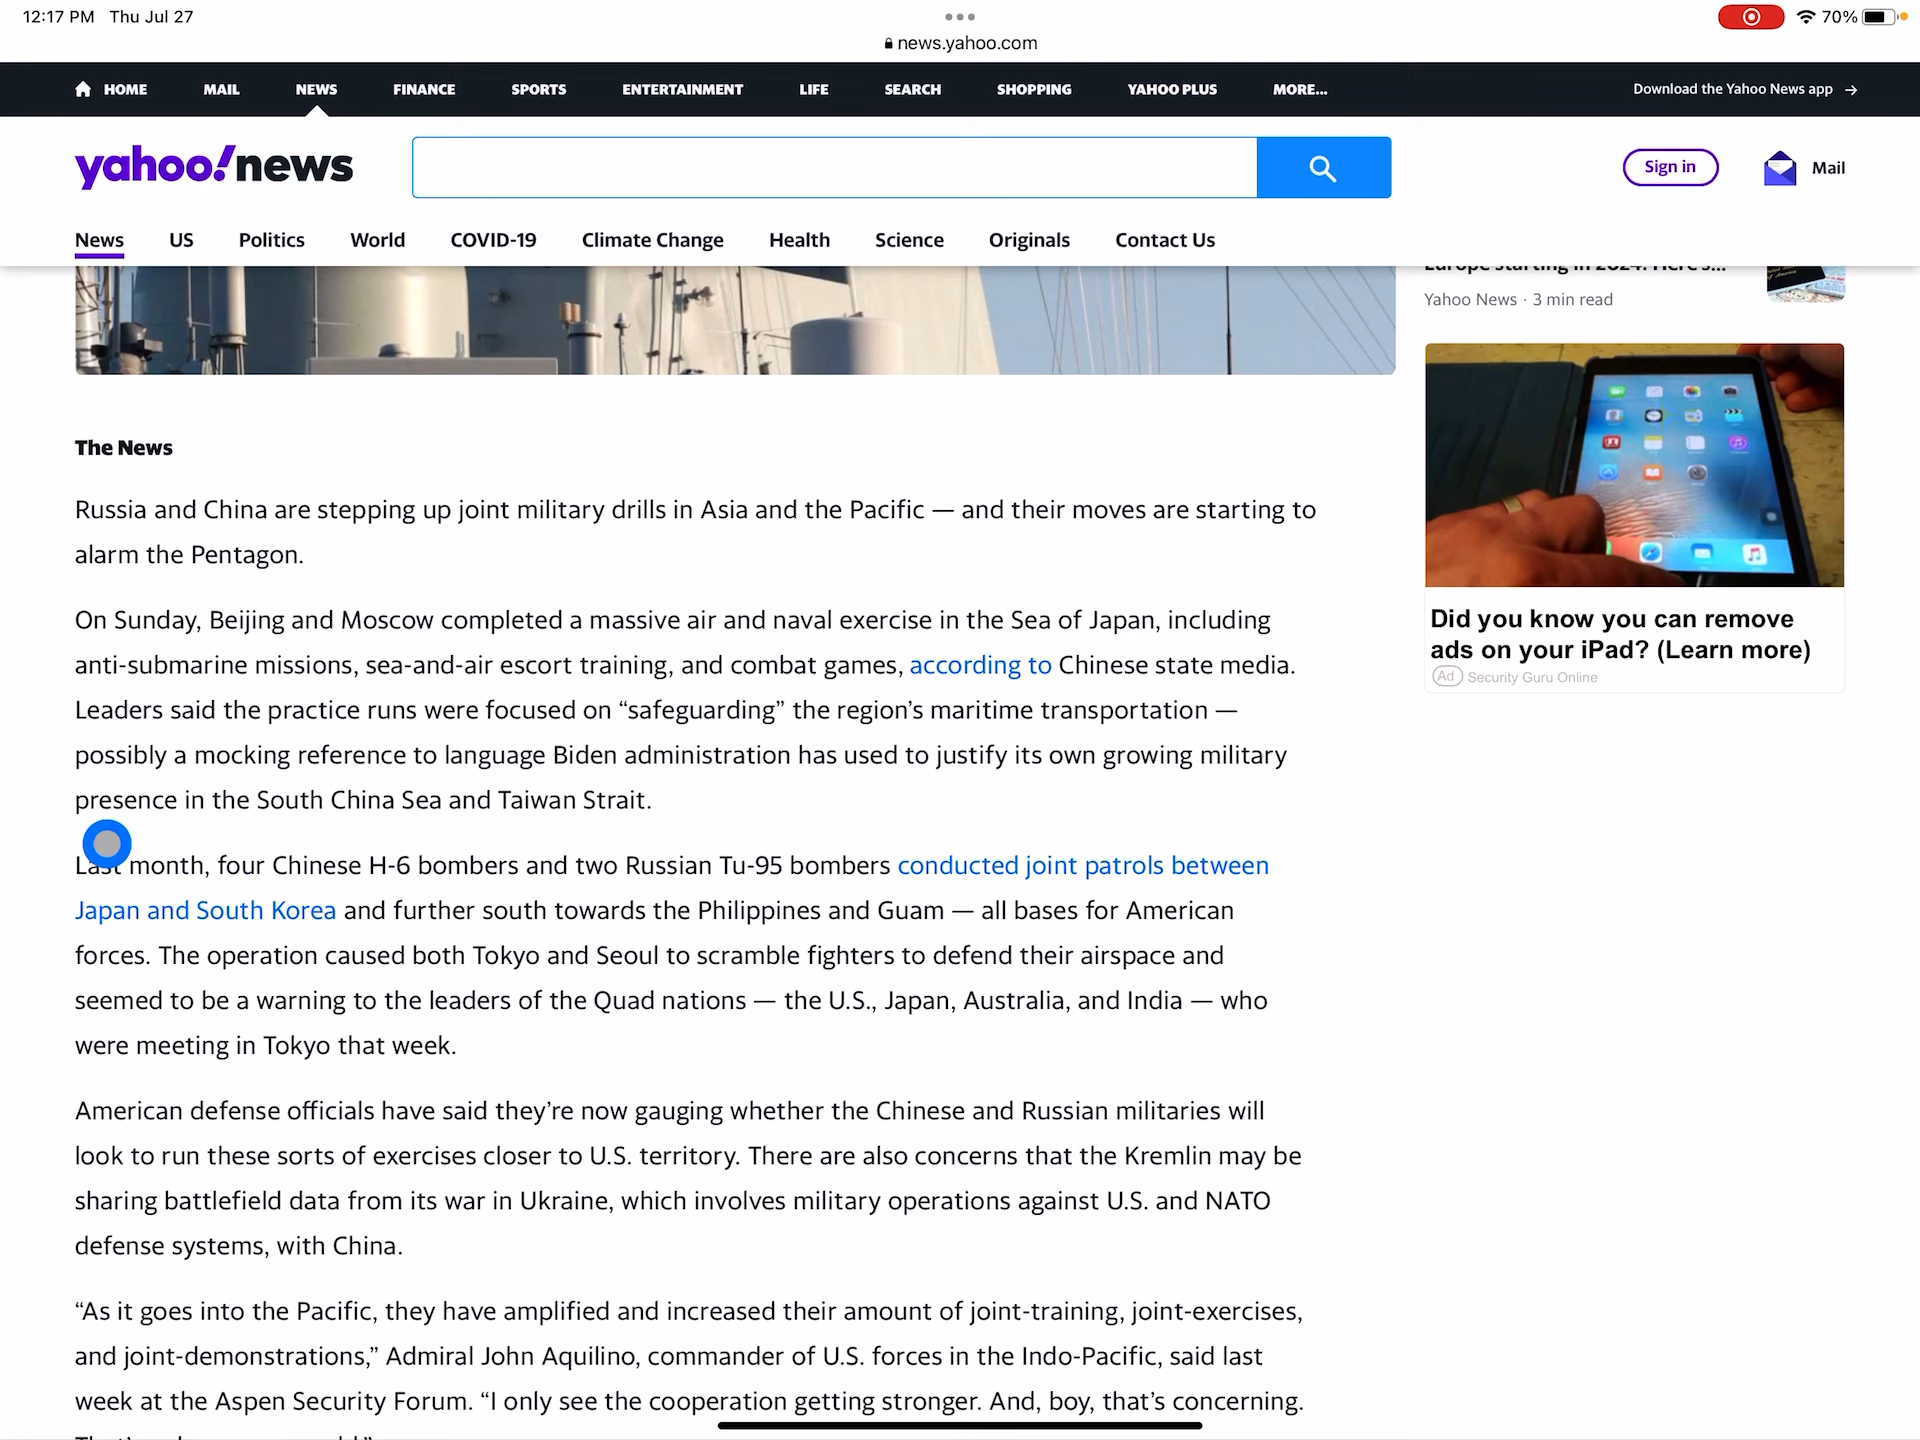 12:17 PM Thu Jul 27
70%
news.yahoo.com
HOME MAIL NEWS FINANCE SPORTS ENTERTAINMENT LIFE SEARCH SHOPPING YAHOO PLUS MORE... Download the Yahoo News app →
yahoo!news
Sign in
Mail
News US Politics World COVID-19 Climate Change Health Science Originals Contact Us
Europe starting in 2024. Here's...
Yahoo News · 3 min read
The News
Russia and China are stepping up joint military drills in Asia and the Pacific — and their moves are starting to
alarm the Pentagon.
On Sunday, Beijing and Moscow completed a massive air and naval exercise in the Sea of Japan, including
anti-submarine missions, sea-and-air escort training, and combat games, according to Chinese state media.
Leaders said the practice runs were focused on “safeguarding” the region’s maritime transportation —
possibly a mocking reference to language Biden administration has used to justify its own growing military
presence in the South China Sea and Taiwan Strait.
Last month, four Chinese H-6 bombers and two Russian Tu-95 bombers conducted joint patrols between
Japan and South Korea and further south towards the Philippines and Guam — all bases for American
forces. The operation caused both Tokyo and Seoul to scramble fighters to defend their airspace and
seemed to be a warning to the leaders of the Quad nations — the U.S., Japan, Australia, and India — who
were meeting in Tokyo that week.
American defense officials have said they’re now gauging whether the Chinese and Russian militaries will
look to run these sorts of exercises closer to U.S. territory. There are also concerns that the Kremlin may be
sharing battlefield data from its war in Ukraine, which involves military operations against U.S. and NATO
defense systems, with China.
“As it goes into the Pacific, they have amplified and increased their amount of joint-training, joint-exercises,
and joint-demonstrations,” Admiral John Aquilino, commander of U.S. forces in the Indo-Pacific, said last
week at the Aspen Security Forum. “I only see the cooperation getting stronger. And, boy, that’s concerning.
Did you know you can remove
ads on your iPad? (Learn more)
Ad Security Guru Online